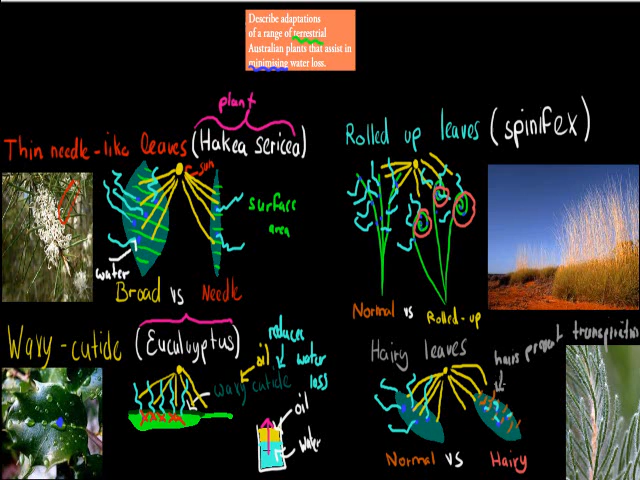 Describe adaptations
of a range of terrestrial
Australian plants that assist in
minimising water loss.
plant
Thin needle-like leaves (Hakea sericea)
sun
surface
area
water
Broad vs Needle
Rolled up leaves (spinifex)
Normal vs Rolled-up
Wavy-cuticle (Euculyptus)
reduces
water
loss
oil
wavy cuticle
oil
water
Hairy leaves
hairs prevent transpiration
Normal vs Hairy